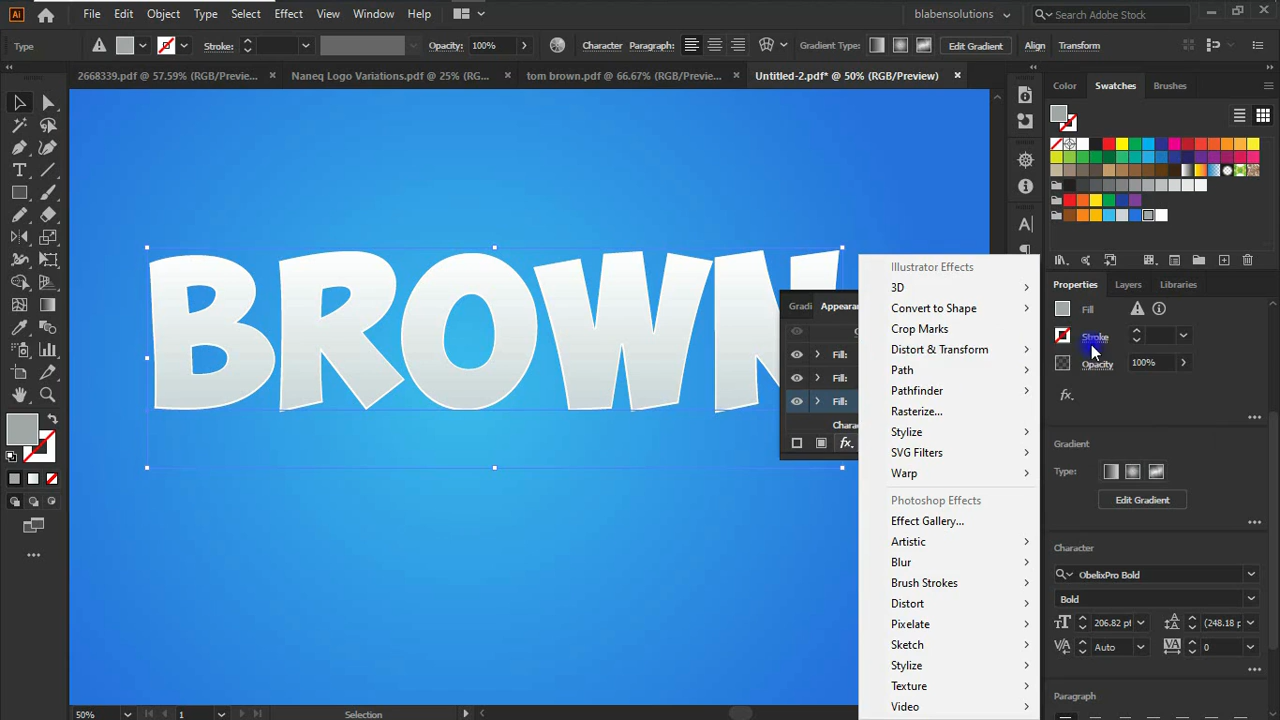 Ai File Edit Object Type Select Effect View Window Help blabensolutions Search Adobe Stock
Type Stroke: Opacity: 100% Character Paragraph: Gradient Type: Edit Gradient Align Transform
2668339.pdf @ 57.59% (RGB/Previe... × Naneq Logo Variations.pdf @ 25% (RG... × tom brown.pdf @ 66.67% (RGB/Preview... × Untitled-2.pdf* @ 50% (RGB/Preview) ×
Color Swatches Brushes
BROWN
Gradi Appearan
Fill:
Fill:
Fill:
Charac
fx.
Illustrator Effects
3D
Convert to Shape
Crop Marks
Distort & Transform
Path
Pathfinder
Rasterize...
Stylize
SVG Filters
Warp
Photoshop Effects
Effect Gallery...
Artistic
Blur
Brush Strokes
Distort
Pixelate
Sketch
Stylize
Texture
Video
Properties Layers Libraries
Fill
Stroke
Opacity 100%
fx.
Gradient
Type:
Edit Gradient
Character
ObelixPro Bold
Bold
206.82 pt (248.18 p
Auto 0
Paragraph
50% 1 Selection